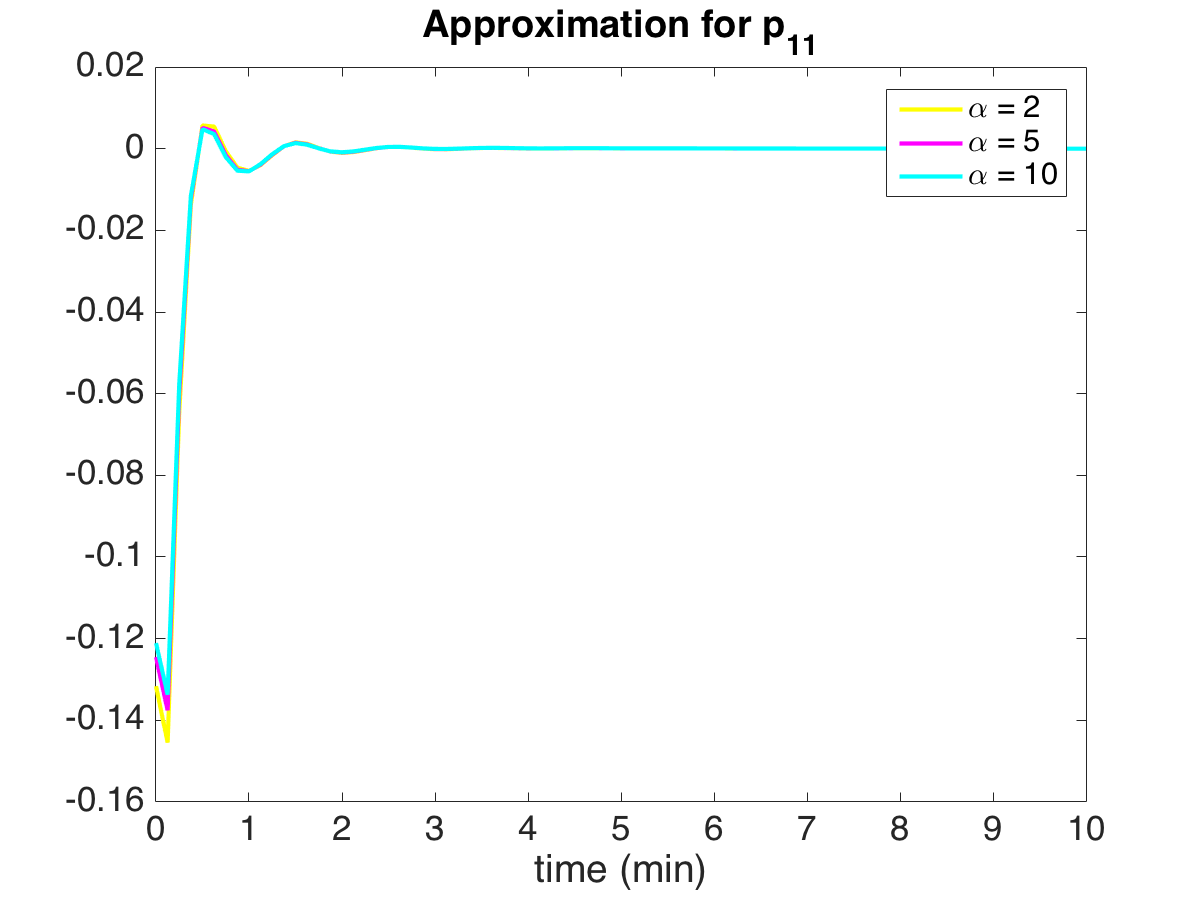 Approximation for p₁₁
0.02
0
-0.02
-0.04
-0.06
-0.08
-0.1
-0.12
-0.14
-0.16
α = 2
α = 5
α = 10
0 1 2 3 4 5 6 7 8 9 10
time (min)